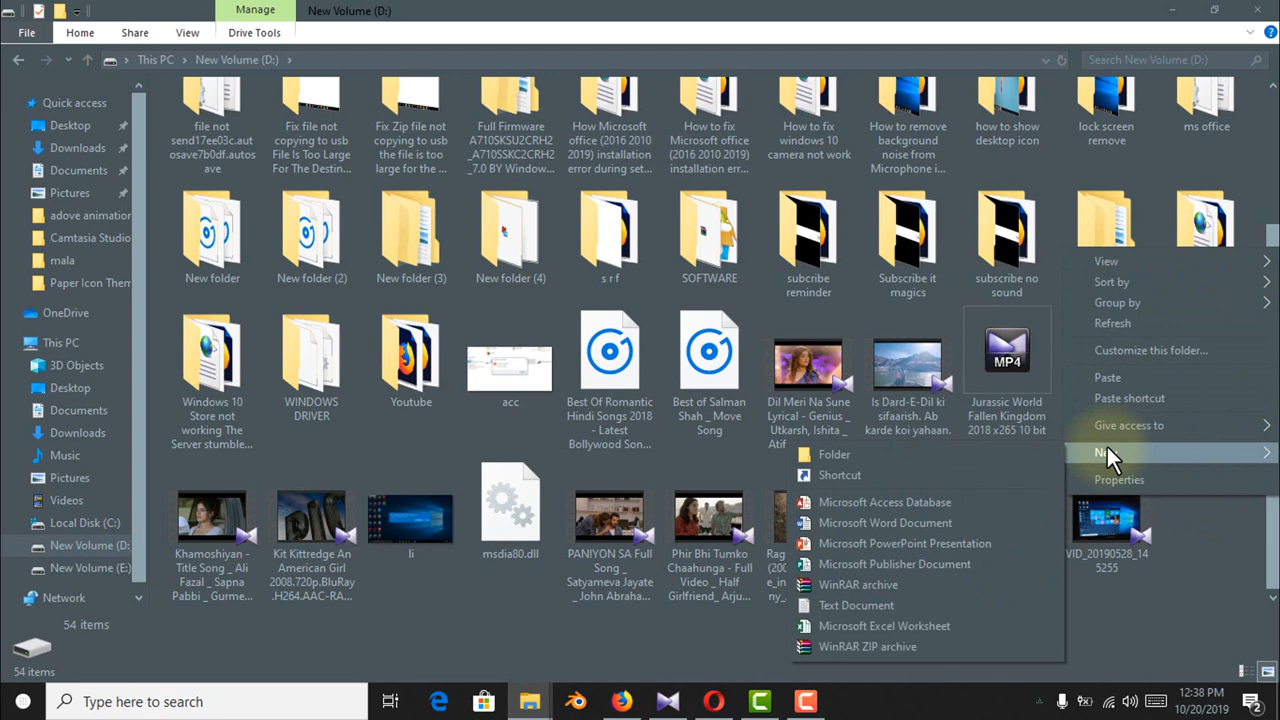 Manage
New Volume (D:)
File
Home
Share
View
Drive Tools
This PC
New Volume (D:)
Search New Volume (D:)
Quick access
Desktop
Downloads
Documents
Pictures
adove animation
Camtasia Studio
mala
Paper Icon Them
OneDrive
This PC
3D Objects
Desktop
Documents
Downloads
Music
Pictures
Videos
Local Disk (C:)
New Volume (D:
New Volume (E:)
Network
54 items
54 items
file not
send17ee03c.aut
osave7b0df.autos
ave
Fix file not
copying to usb
File Is Too Large
For The Destin...
Fix Zip file not
copying to usb
the file is too
large for the ...
Full Firmware
A710SKSU2CRH2
_A710SSKC2CRH2
_7.0 BY Window...
How Microsoft
office (2016 2010
2019) installation
error during set...
How to fix
Microsoft office
(2016 2010 2019)
installation err...
How to fix
windows 10
camera not work
How to remove
background
noise from
Microphone i...
how to show
desktop icon
lock screen
remove
ms office
New folder
New folder (2)
New folder (3)
New folder (4)
s r f
SOFTWARE
subcribe
reminder
Subscribe it
magics
subscribe no
sound
Windows 10
Store not
working The
Server stumble...
WINDOWS
DRIVER
Youtube
acc
Best Of Romantic
Hindi Songs 2018
- Latest
Bollywood Son...
Best of Salman
Shah _ Move
Song
Dil Meri Na Sune
Lyrical - Genius _
Utkarsh, Ishita _
Is Dard-E-Dil ki
sifaarish. Ab
karde koi yahaan.
MP4
Jurassic World
Fallen Kingdom
2018 x265 10 bit
Khamoshiyan -
Title Song _ Ali
Fazal _ Sapna
Pabbi _ Gurme...
Kit Kittredge An
American Girl
2008.720p.BluRay
.H264.AAC-RA...
li
msdia80.dll
PANIYON SA Full
Song _
Satyameva Jayate
_ John Abraha...
Phir Bhi Tumko
Chaahunga - Full
Video _ Half
Girlfriend_ Arju...
VID_20190528_14
5255
View
Sort by
Group by
Refresh
Customize this folder...
Paste
Paste shortcut
Give access to
Properties
Folder
Shortcut
Microsoft Access Database
Microsoft Word Document
Microsoft PowerPoint Presentation
Microsoft Publisher Document
WinRAR archive
Text Document
Microsoft Excel Worksheet
WinRAR ZIP archive
Type here to search
12:38 PM
10/20/2019
2